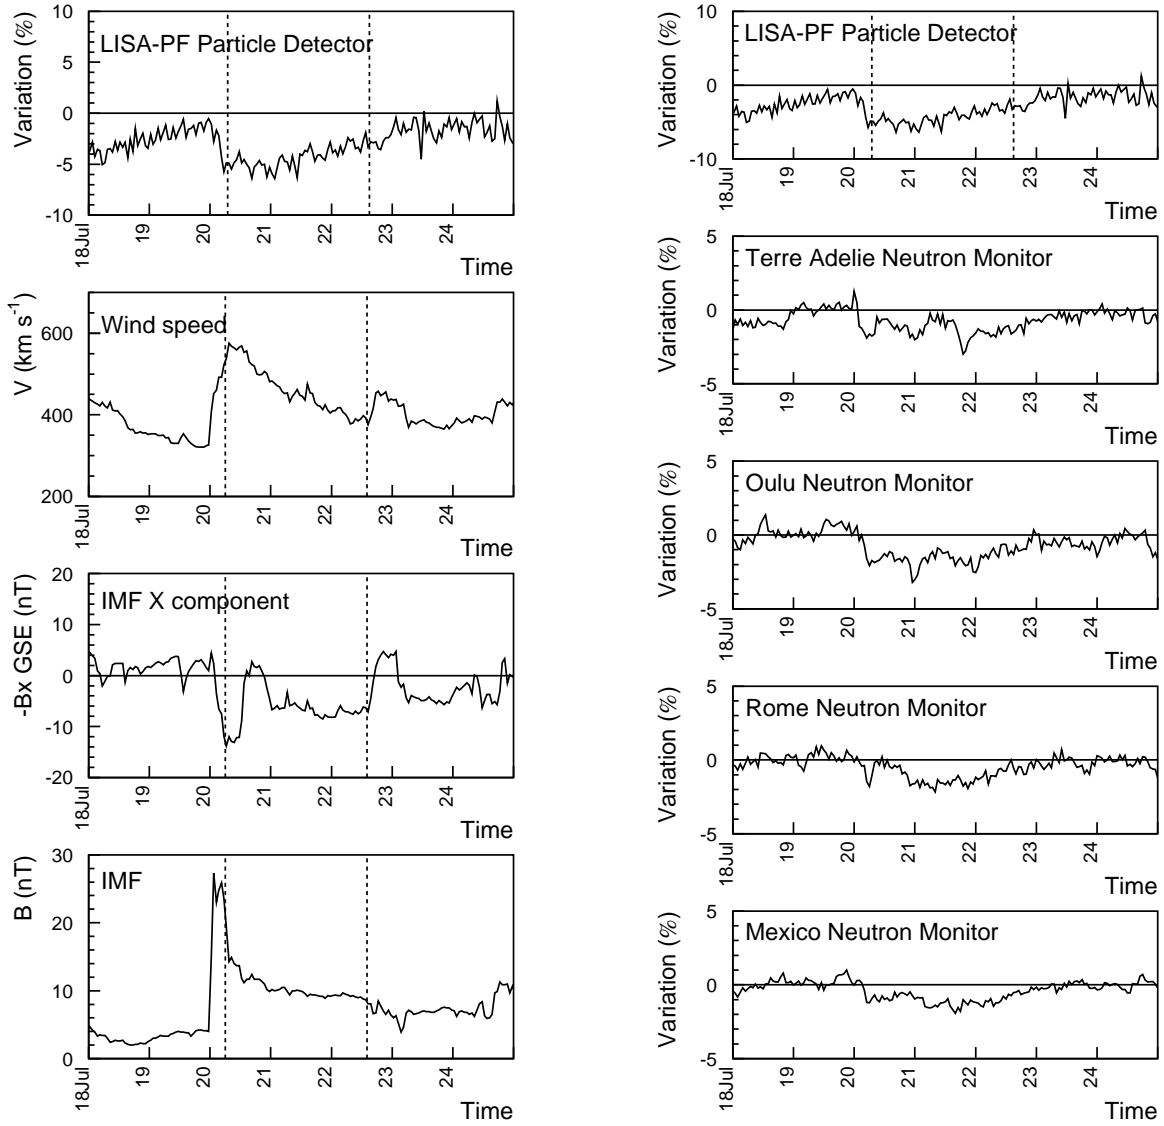 LISA-PF Particle Detector
Variation (%)
10
5
0
-5
-10
18Jul
19
20
21
22
23
24
Time
Wind speed
V (km s-1)
600
400
200
18Jul
19
20
21
22
23
24
Time
IMF X component
-Bx GSE (nT)
20
10
0
-10
-20
18Jul
19
20
21
22
23
24
Time
IMF
B (nT)
30
20
10
0
18Jul
19
20
21
22
23
24
Time
LISA-PF Particle Detector
Variation (%)
10
0
-10
18Jul
19
20
21
22
23
24
Time
Terre Adelie Neutron Monitor
Variation (%)
5
0
-5
18Jul
19
20
21
22
23
24
Time
Oulu Neutron Monitor
Variation (%)
5
0
-5
18Jul
19
20
21
22
23
24
Time
Rome Neutron Monitor
Variation (%)
5
0
-5
18Jul
19
20
21
22
23
24
Time
Mexico Neutron Monitor
Variation (%)
5
0
-5
18Jul
19
20
21
22
23
24
Time